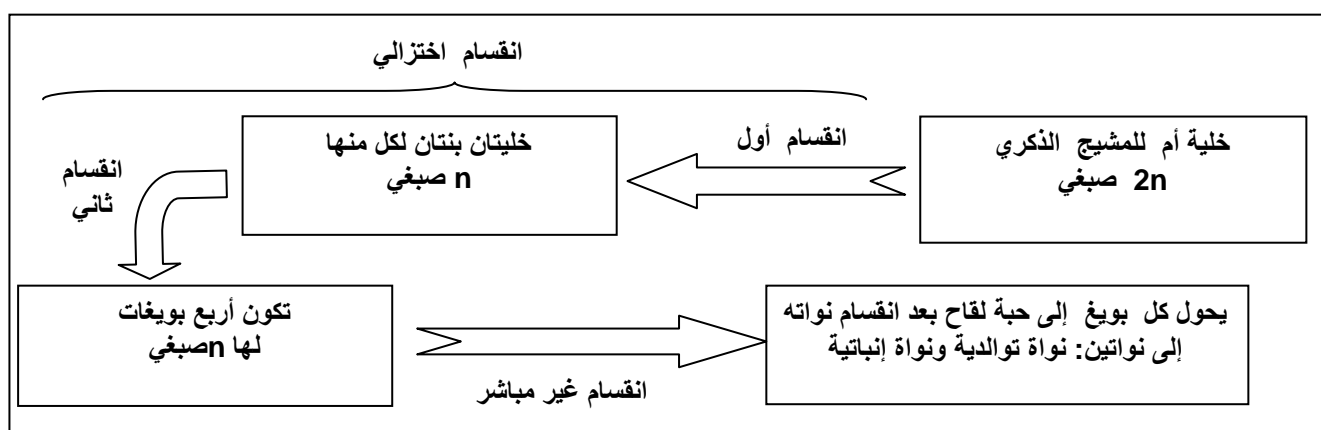 انقسام اختزالي
خلية أم للمشيج الذكري
2n صبغي
انقسام أول
خليتان بنتان لكل منها
n صبغي
انقسام
ثاني
تكون أربع بويغات
لها nصبغي
انقسام غير مباشر
يحول كل بويغ إلى حبة لقاح بعد انقسام نواته
إلى نواتين: نواة توالدية ونواة إنباتية